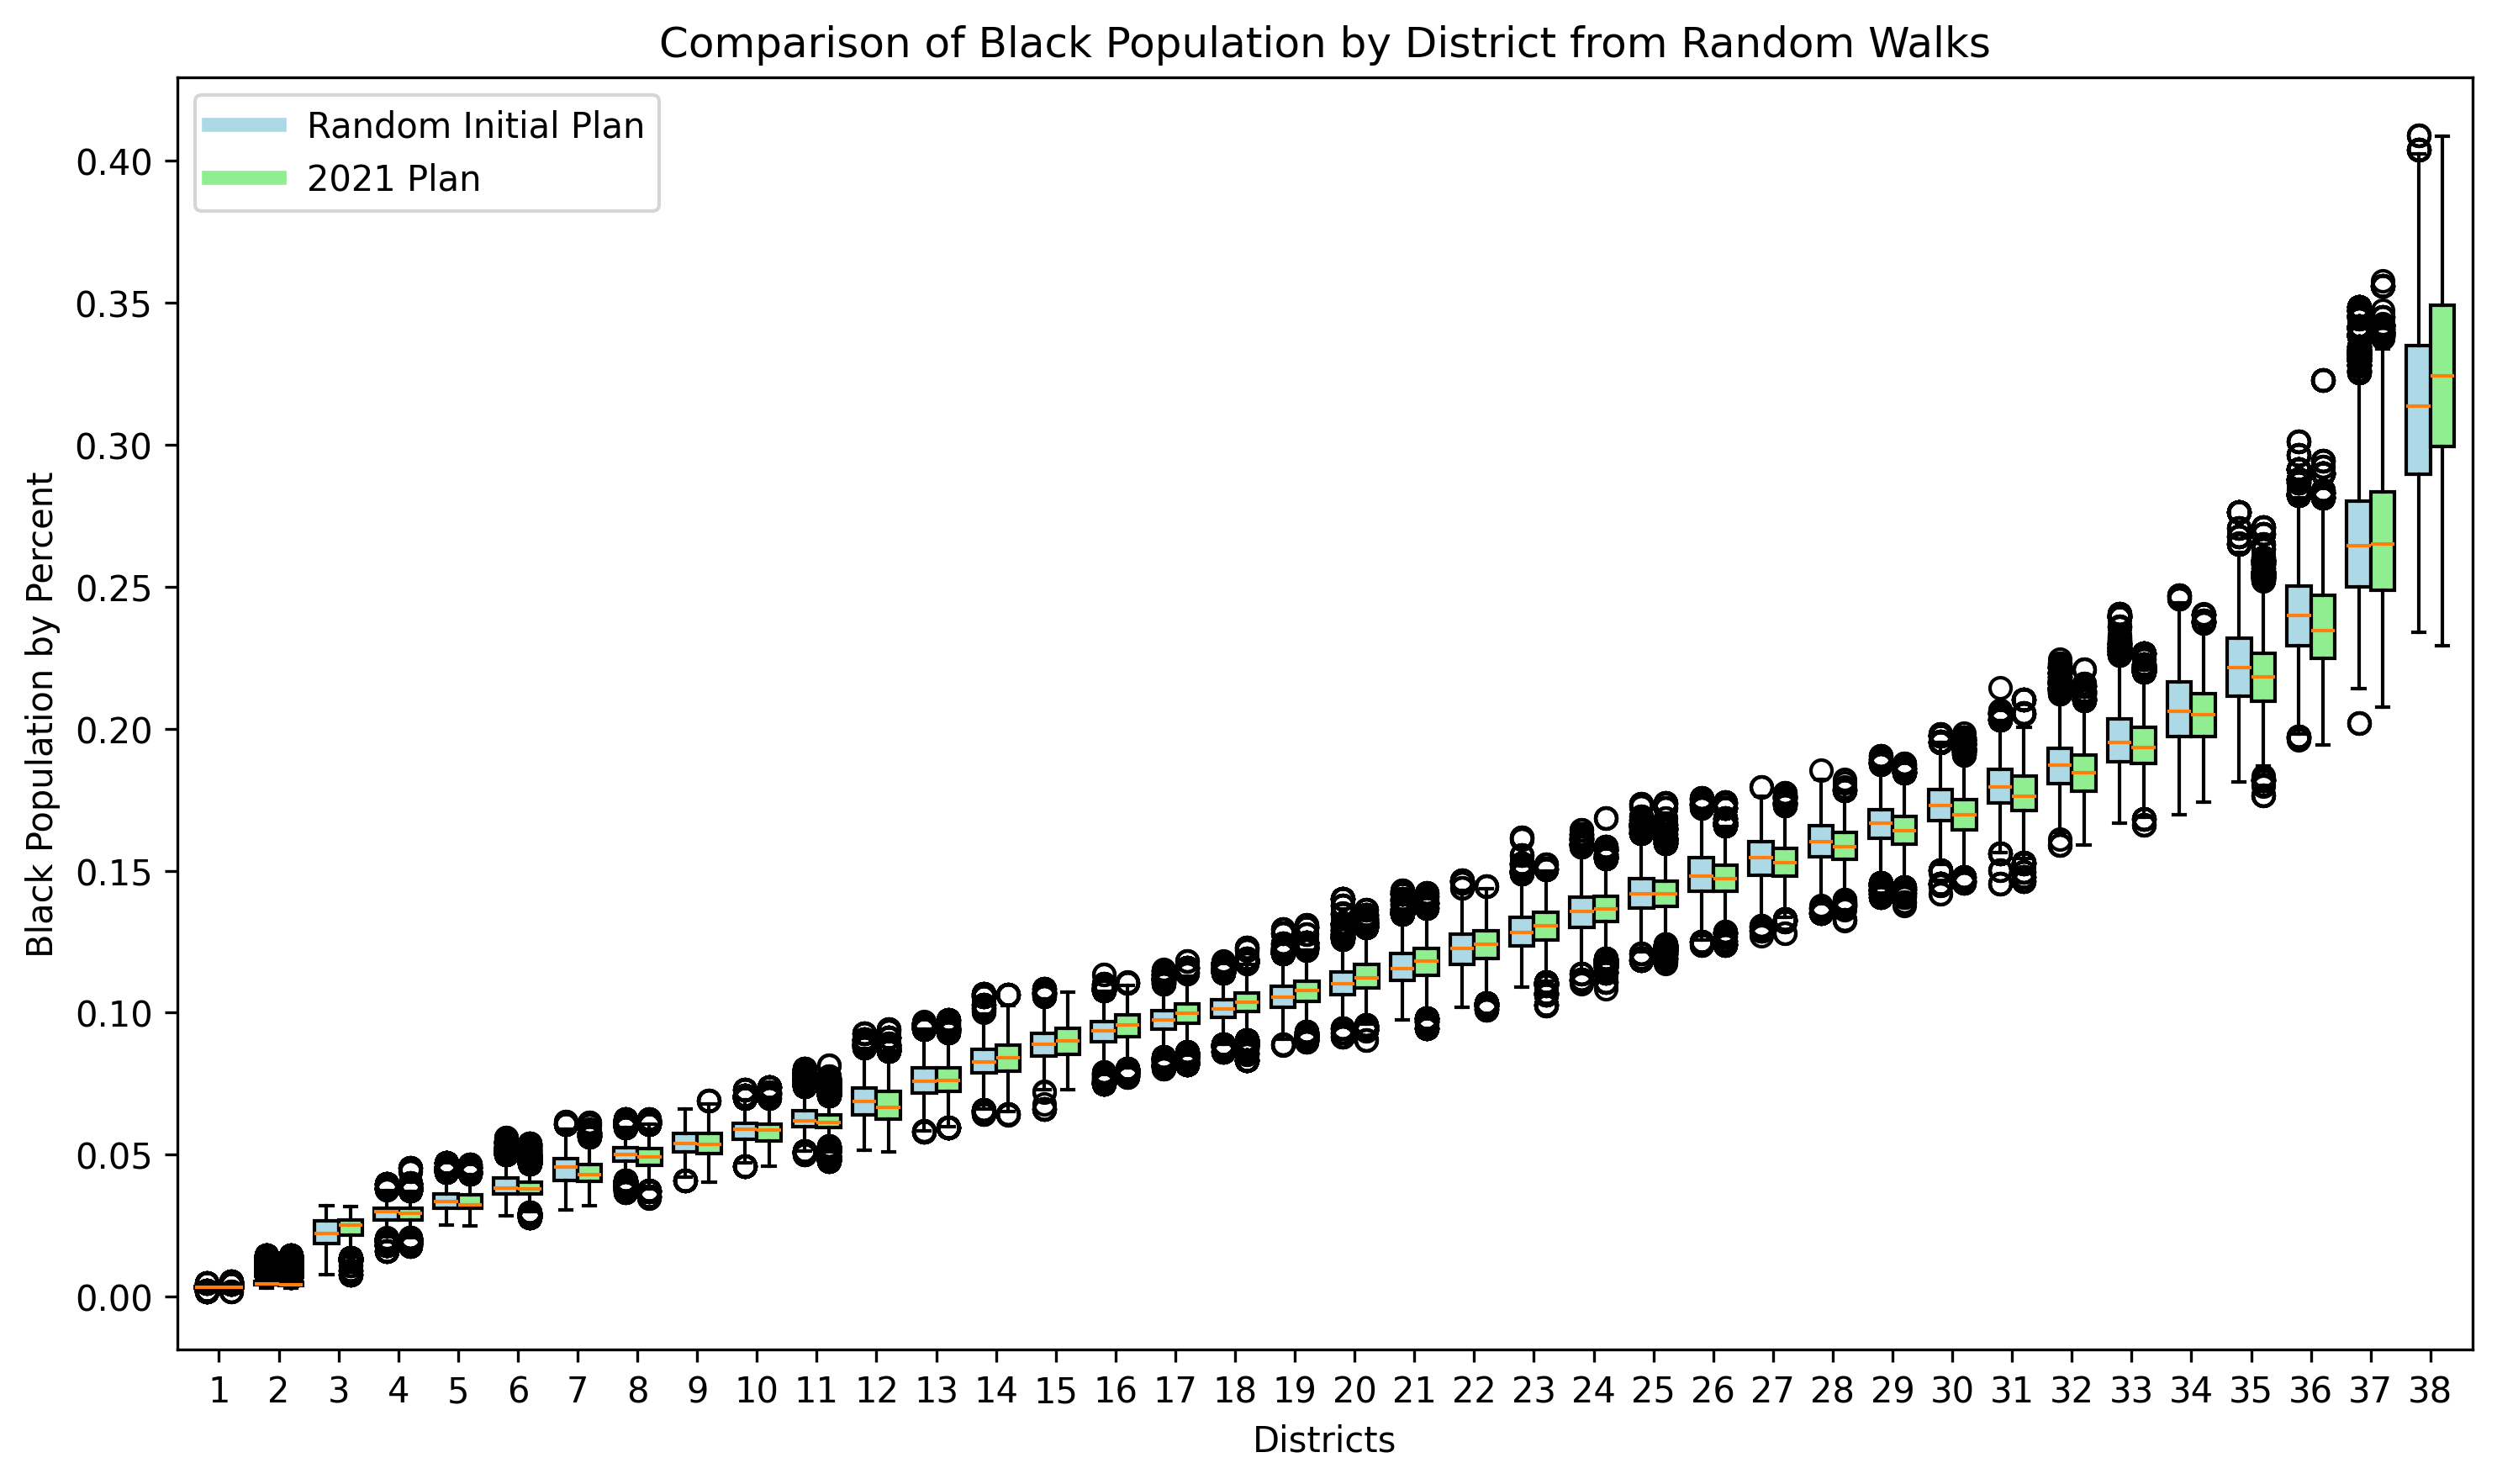 Comparison of Black Population by District from Random Walks
Random Initial Plan
2021 Plan
Black Population by Percent
0.40
0.35
0.30
0.25
0.20
0.15
0.10
0.05
0.00
1 2 3 4 5 6 7 8 9 10 11 12 13 14 15 16 17 18 19 20 21 22 23 24 25 26 27 28 29 30 31 32 33 34 35 36 37 38
Districts